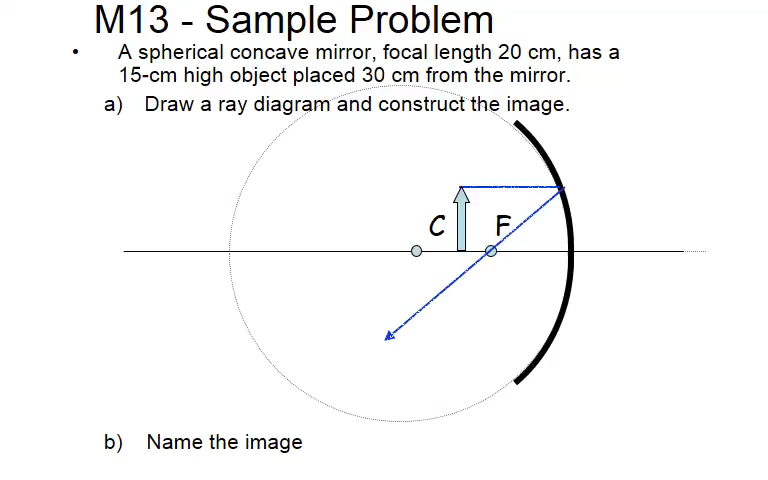 M13 - Sample Problem
• A spherical concave mirror, focal length 20 cm, has a
15-cm high object placed 30 cm from the mirror.
a) Draw a ray diagram and construct the image.
C F
b) Name the image